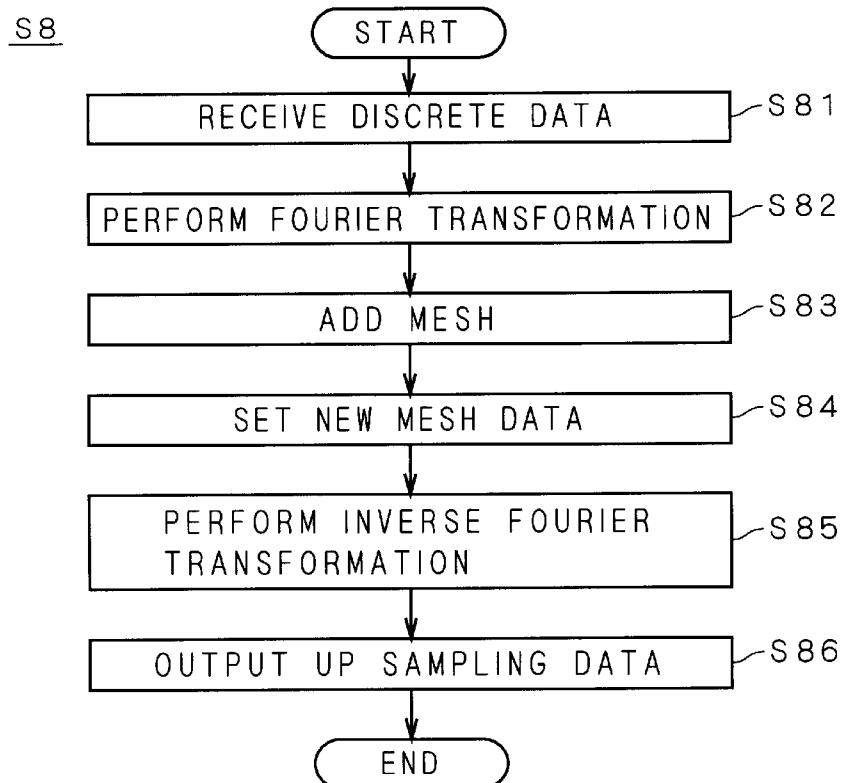 S8
START
RECEIVE DISCRETE DATA
S81
PERFORM FOURIER TRANSFORMATION
S82
ADD MESH
S83
SET NEW MESH DATA
S84
PERFORM INVERSE FOURIER
TRANSFORMATION
S85
OUTPUT UP SAMPLING DATA
S86
END